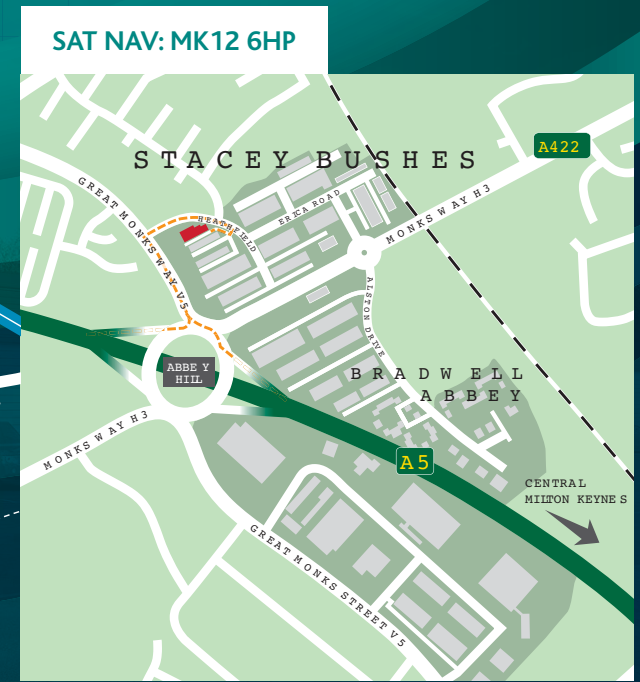 SAT NAV: MK12 6HP
A422
STACEY BUSHES
GREAT MONKS WAY V5
HEATHFIELD
ERICA ROAD
MONKS WAY H3
ALSTON DRIVE
ABBEY
HILL
BRADWELL
ABBEY
MONKS WAY H3
A5
CENTRAL
MILTON KEYNES
GREAT MONKS STREET V5